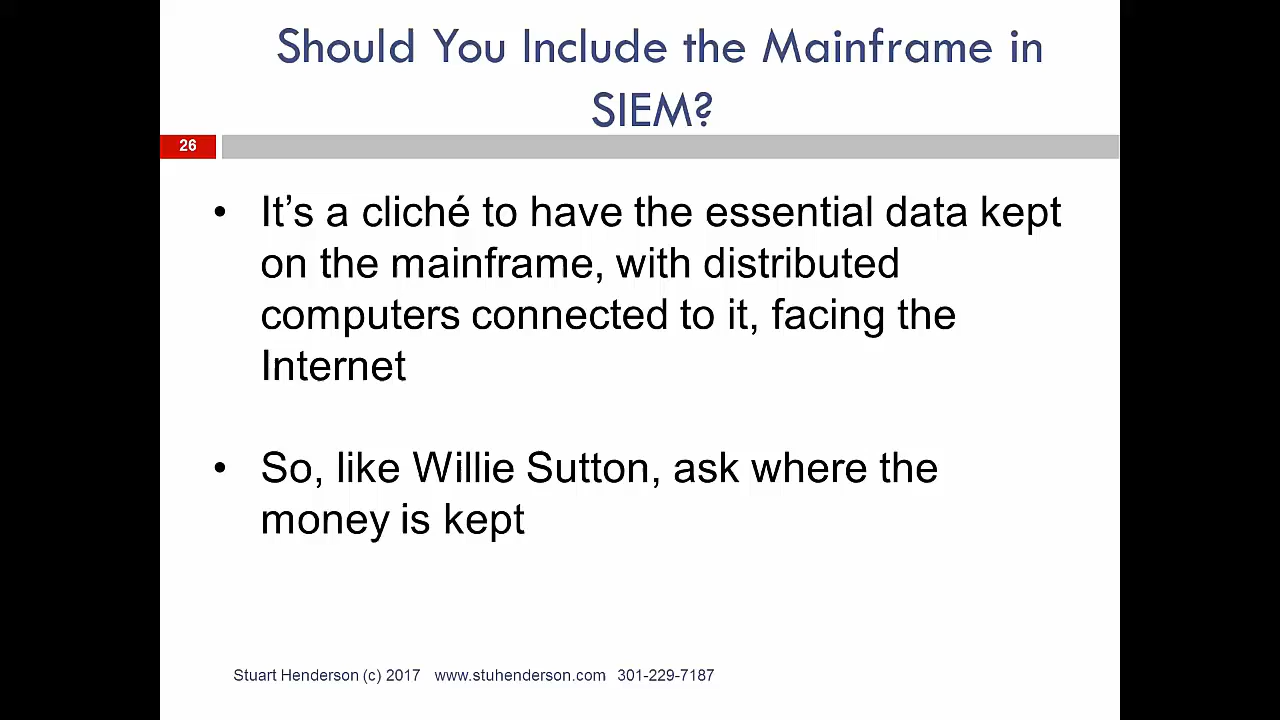 Should You Include the Mainframe in
SIEM?
26
• It’s a cliché to have the essential data kept
on the mainframe, with distributed
computers connected to it, facing the
Internet
• So, like Willie Sutton, ask where the
money is kept
Stuart Henderson (c) 2017 www.stuhenderson.com 301-229-7187